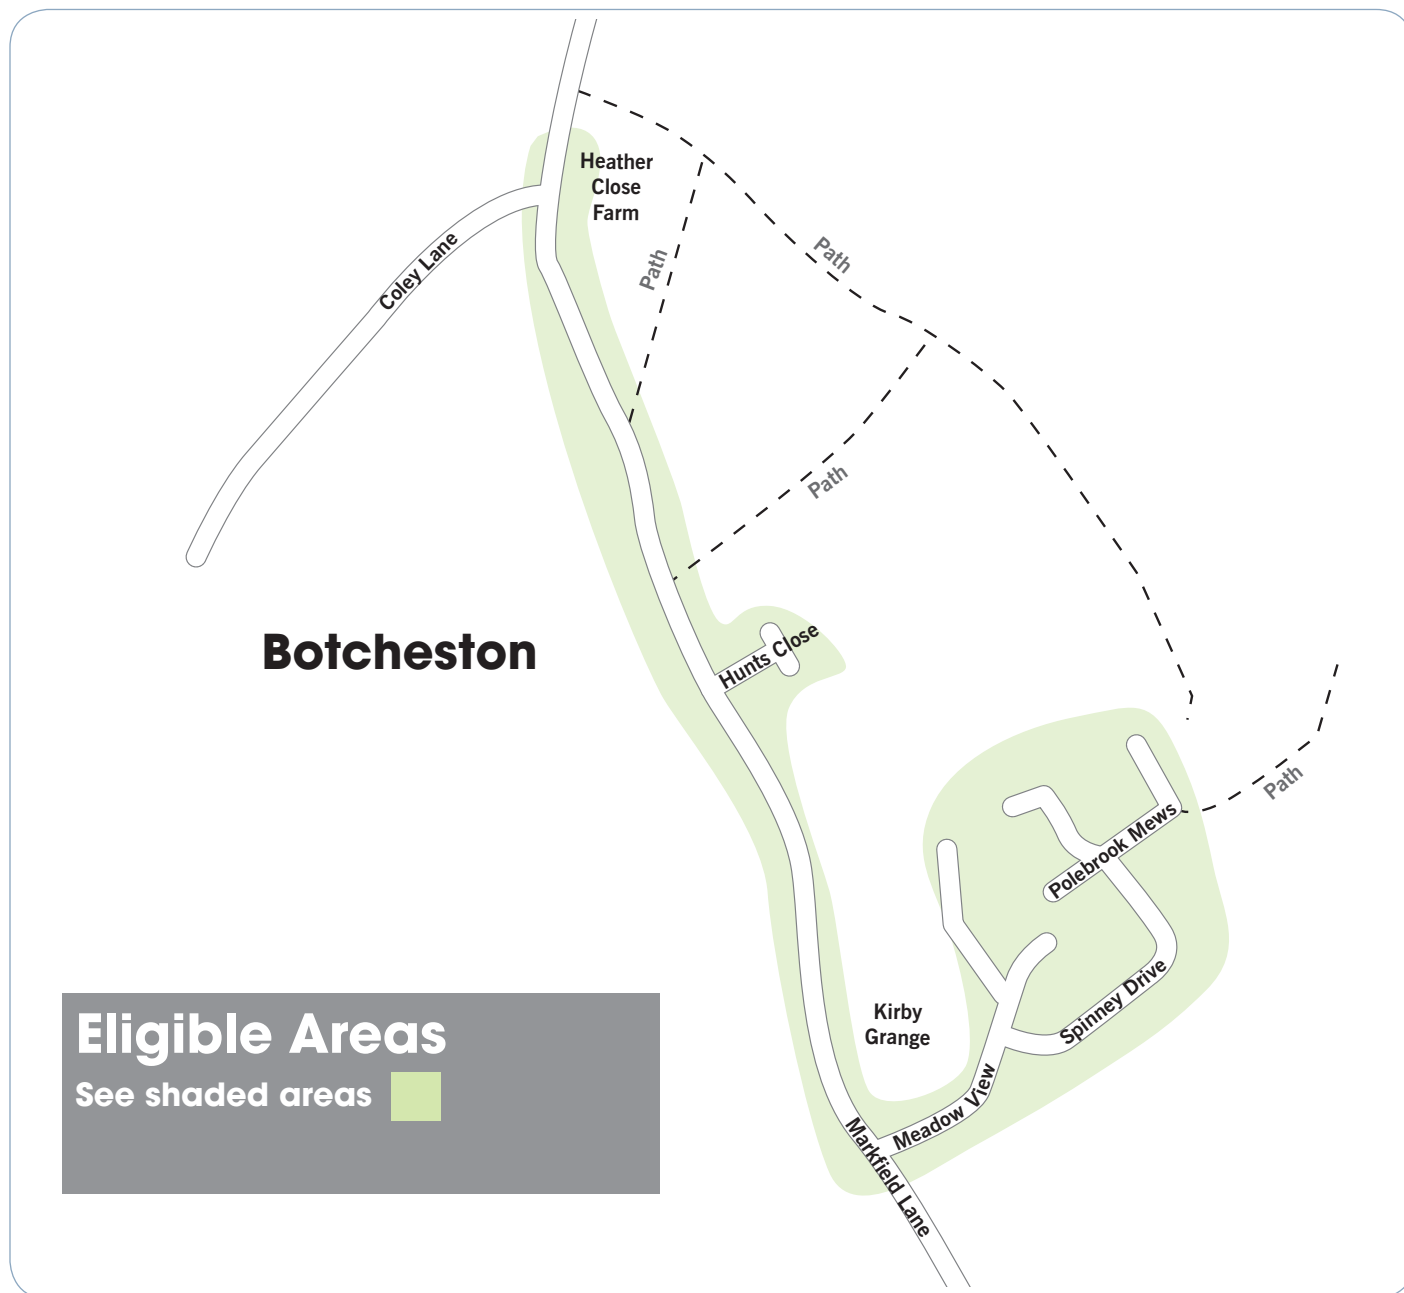 Heather
Close
Farm
Path
Path
Coley Lane
Path
Hunts Close
Botcheston
Path
Polebrook Mews
Spinney Drive
Kirby
Grange
Meadow View
Markfield Lane
Eligible Areas
See shaded areas